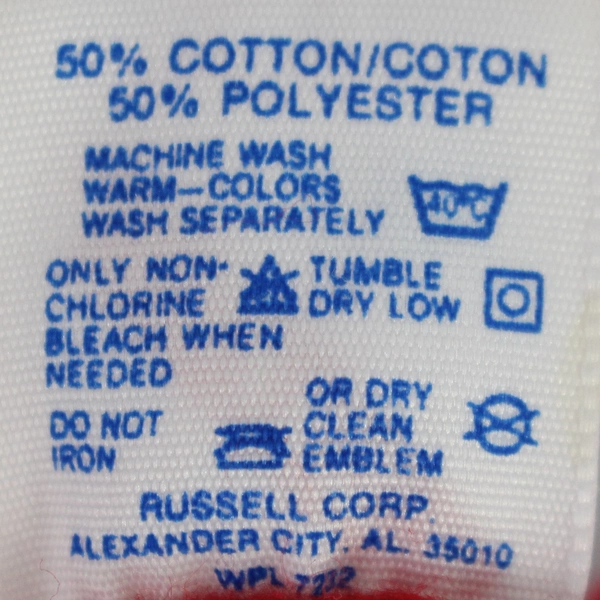 50% COTTON/COTON
50% POLYESTER
MACHINE WASH
WARM—COLORS
WASH SEPARATELY
40°C
ONLY NON-
CHLORINE
BLEACH WHEN
NEEDED
TUMBLE
DRY LOW
DO NOT
IRON
OR DRY
CLEAN
EMBLEM
RUSSELL CORP.
ALEXANDER CITY, AL. 35010
WPL